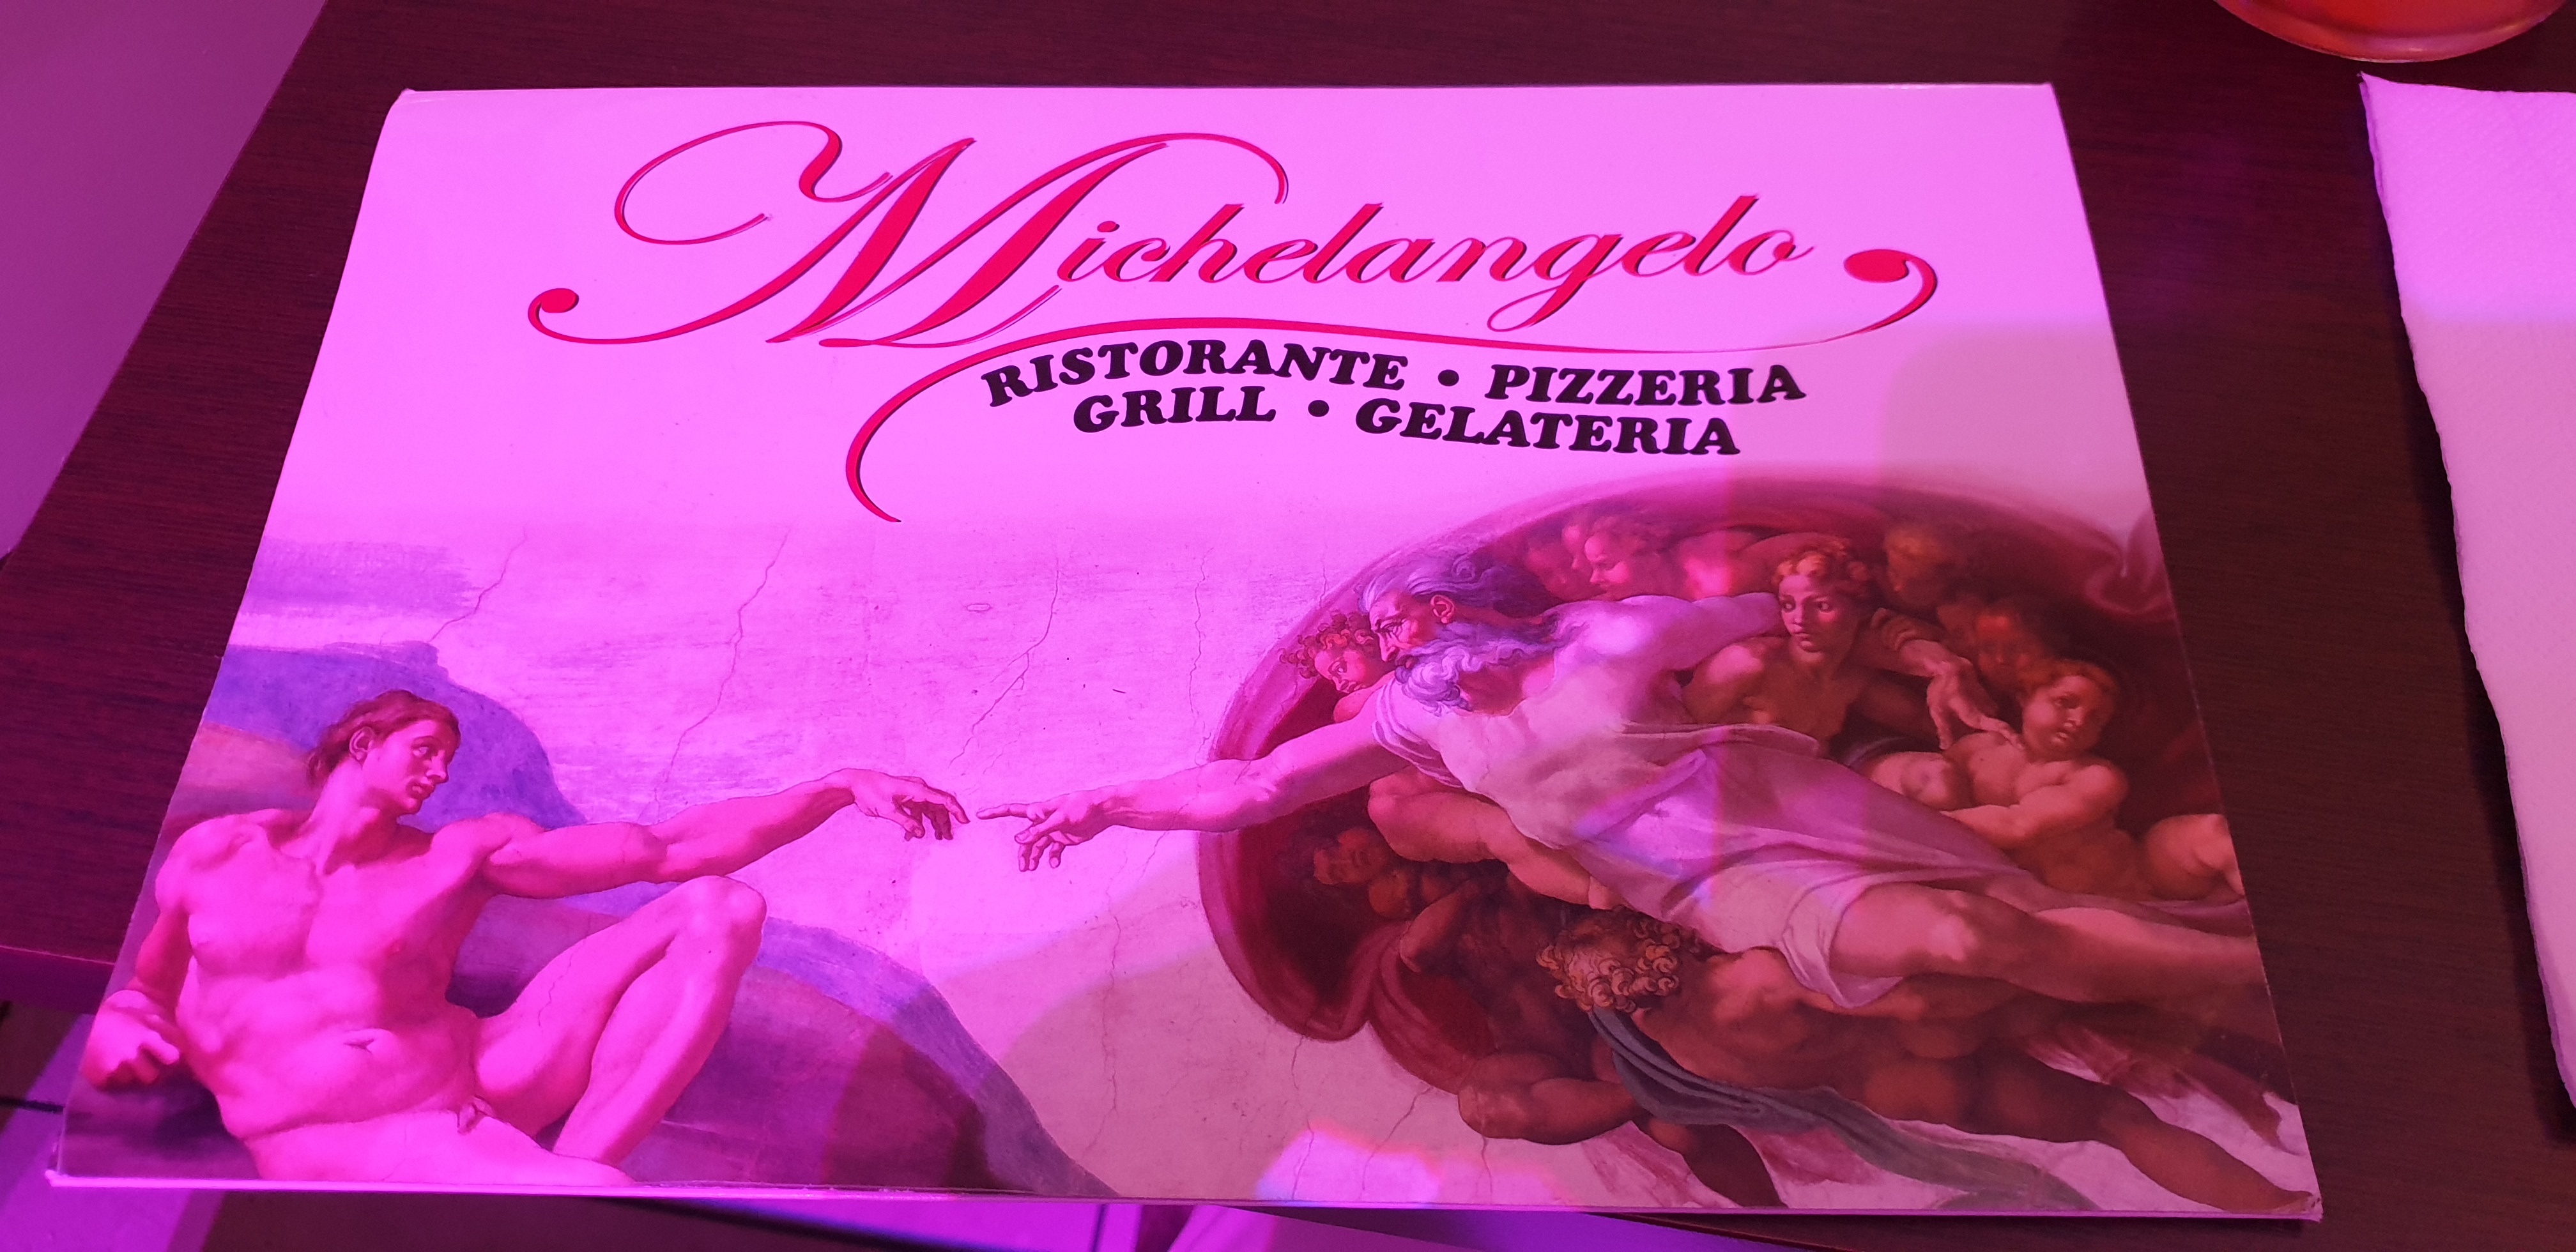 Michelangelo
RISTORANTE • PIZZERIA
GRILL • GELATERIA